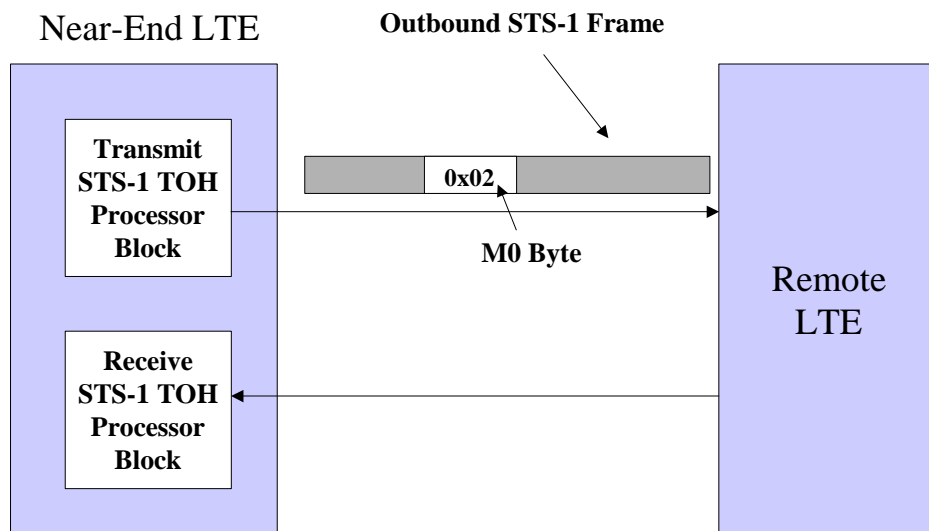 Near-End LTE
Outbound STS-1 Frame
Transmit
STS-1 TOH
Processor
Block
0x02
M0 Byte
Remote
LTE
Receive
STS-1 TOH
Processor
Block